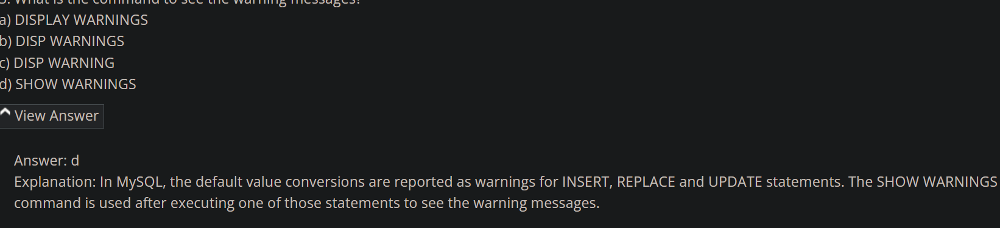 3. What is the command to see the warning messages?
a) DISPLAY WARNINGS
b) DISP WARNINGS
c) DISP WARNING
d) SHOW WARNINGS
View Answer
Answer: d
Explanation: In MySQL, the default value conversions are reported as warnings for INSERT, REPLACE and UPDATE statements. The SHOW WARNINGS
command is used after executing one of those statements to see the warning messages.